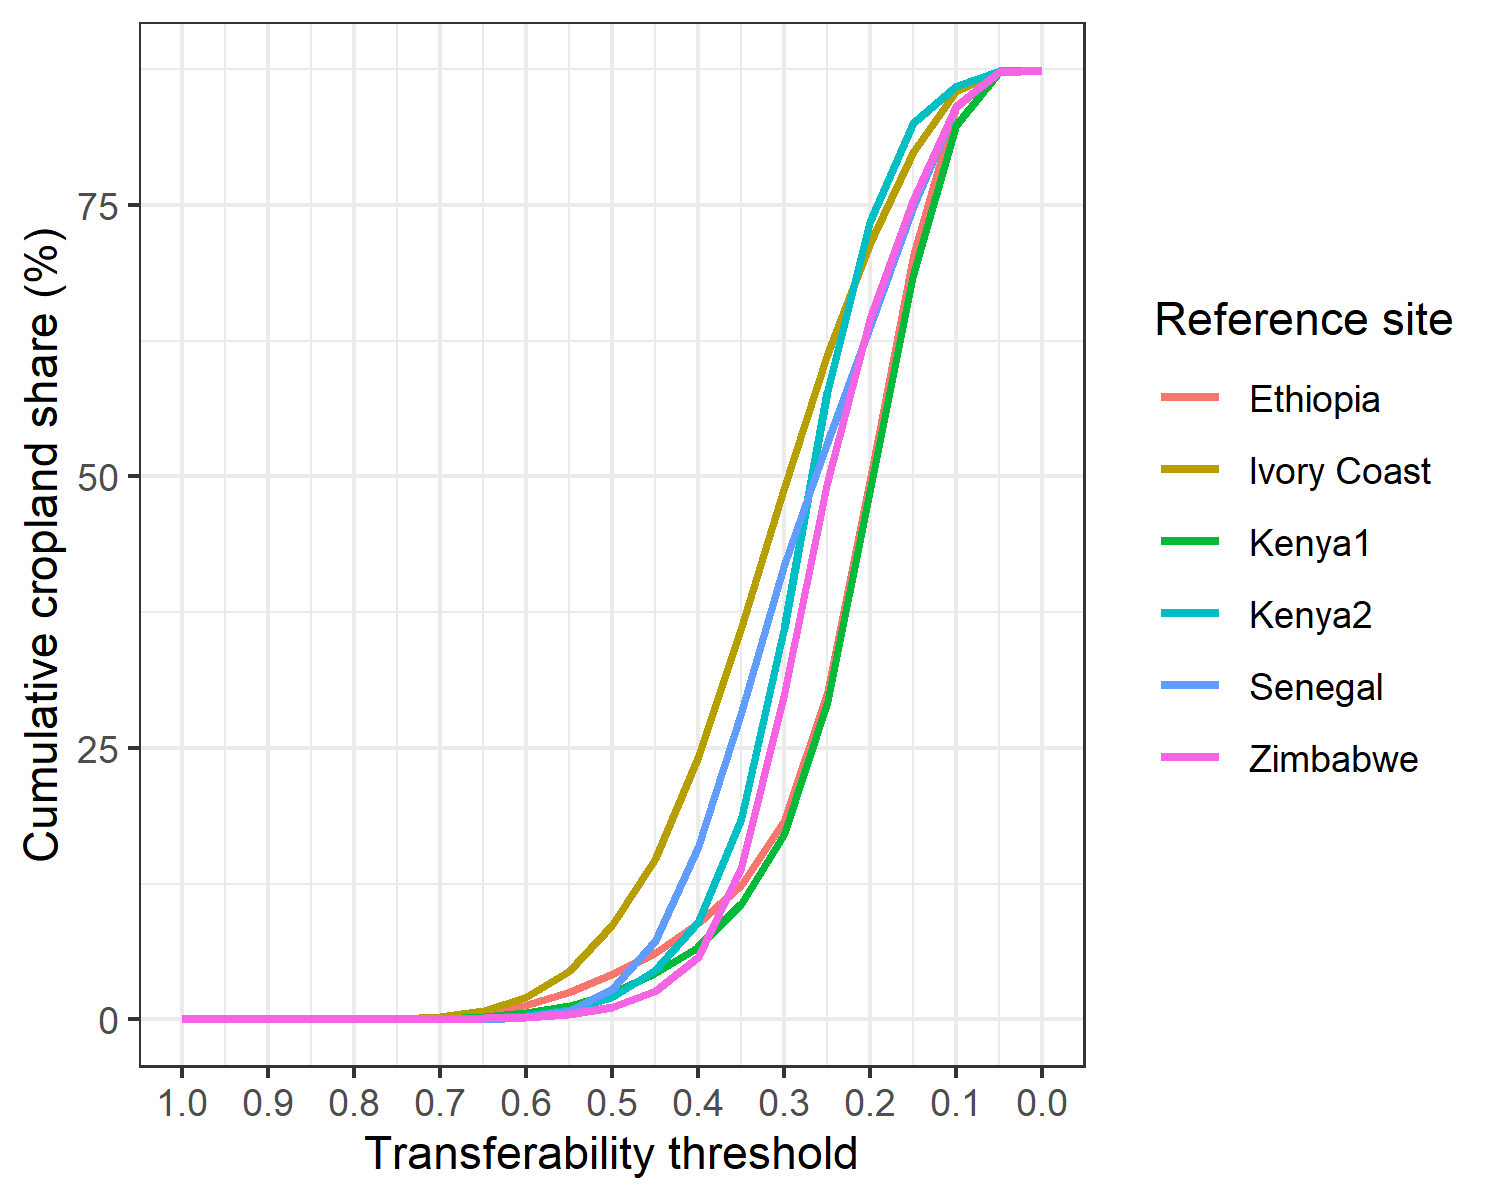 Cumulative cropland share (%)
75
50
25
0
1.0 0.9 0.8 0.7 0.6 0.5 0.4 0.3 0.2 0.1 0.0
Transferability threshold
Reference site
Ethiopia
Ivory Coast
Kenya1
Kenya2
Senegal
Zimbabwe